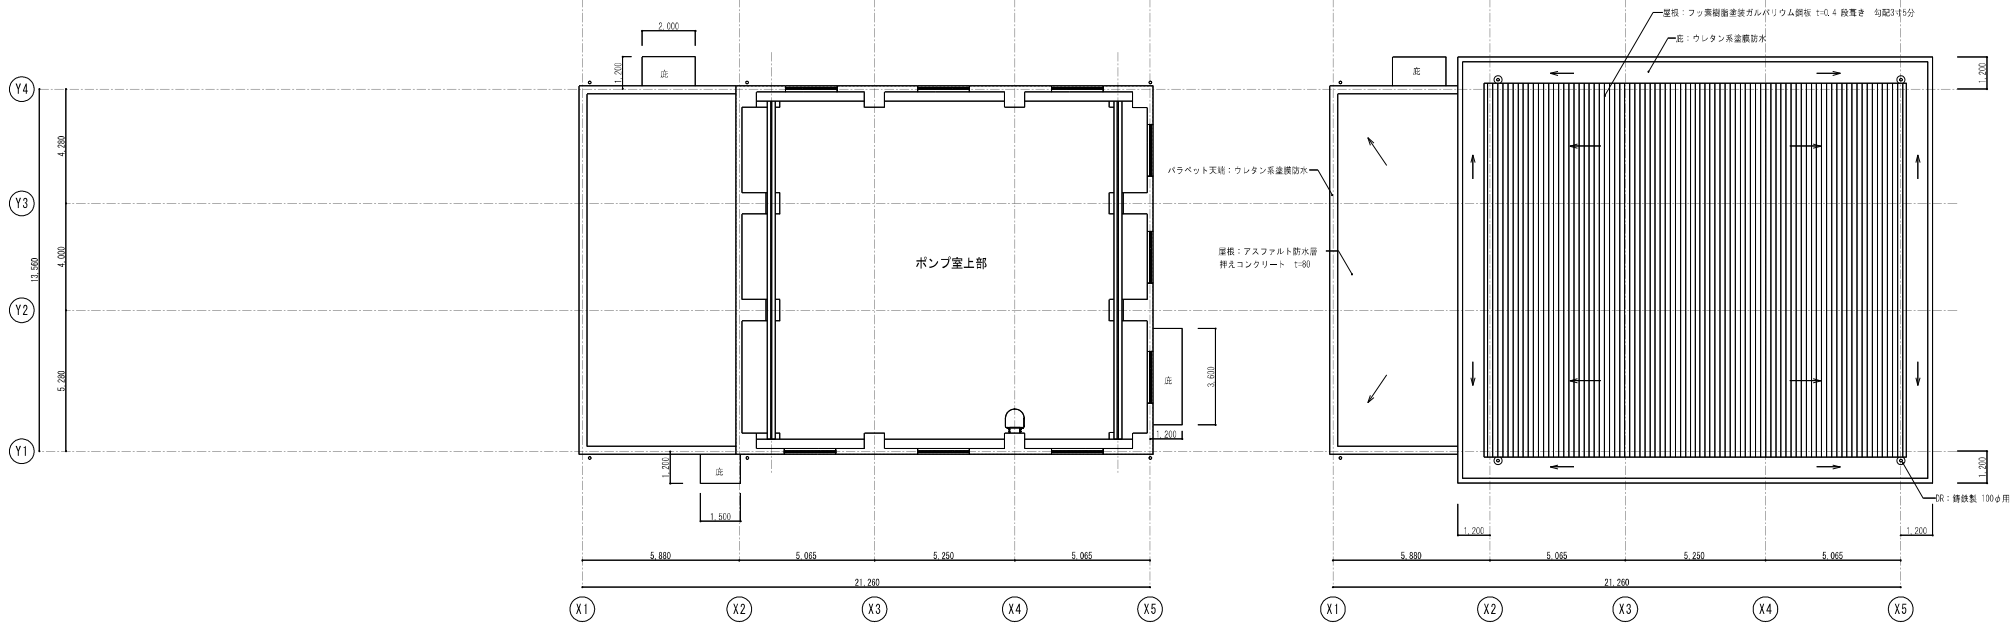 屋根：フッ素樹脂塗装ガルバリウム鋼板 t=0.4 段葺き 勾配3寸5分
庇：ウレタン系塗膜防水
2,000
1,200
庇
庇
1,200
Y4
4,280
パラペット天端：ウレタン系塗膜防水
Y3
4,000
13,560
ポンプ室上部
屋根：アスファルト防水層
押えコンクリート t=80
Y2
5,280
庇
3,600
1,200
Y1
1,200
庇
1,500
1,200
DR：鋳鉄製 100φ用
1,200
1,200
5,880
5,065
5,250
5,065
5,880
5,065
5,250
5,065
21,260
21,260
X1
X2
X3
X4
X5
X1
X2
X3
X4
X5